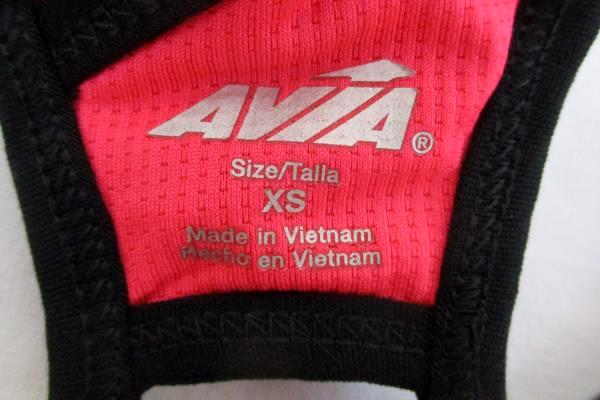 AVIA®
Size/Talla
XS
Made in Vietnam
Hecho en Vietnam